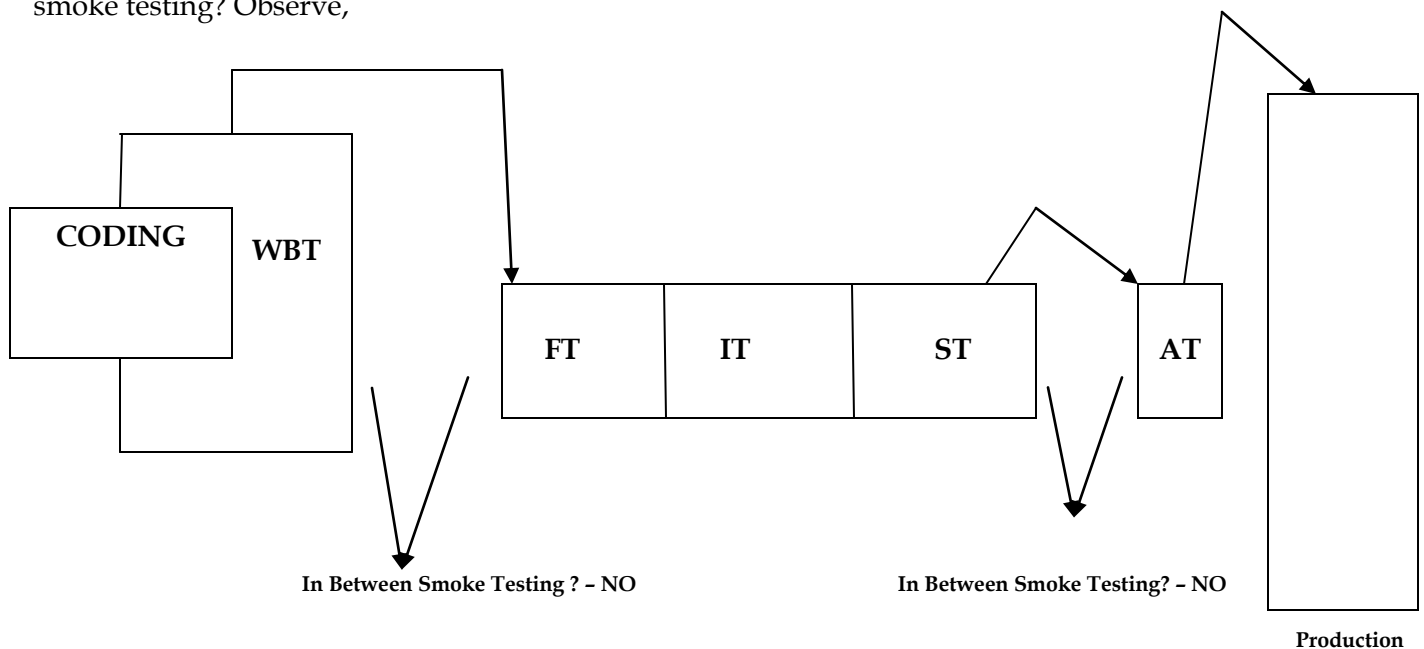 smoke testing? Observe,
CODING
WBT
FT
IT
ST
AT
In Between Smoke Testing ? – NO
In Between Smoke Testing? – NO
Production